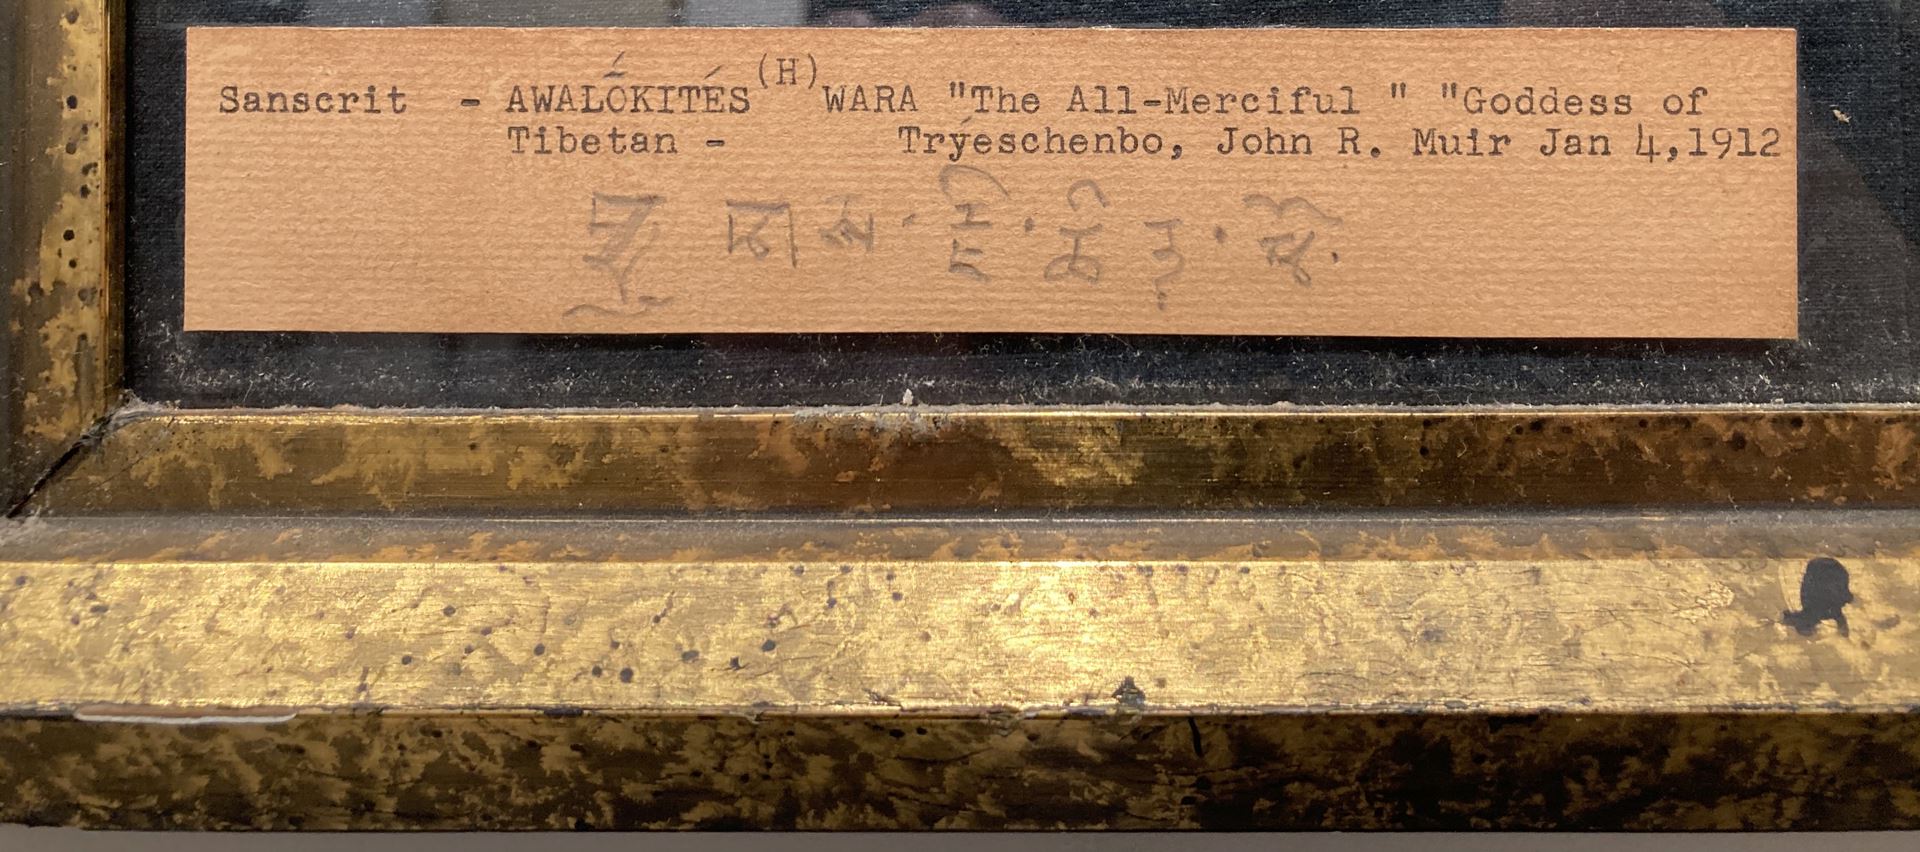 Sanscrit - AWALÓKITÉS(H)WARA "The All-Merciful " "Goddess of
Tibetan - Trýeschenbo, John R. Muir Jan 4,1912